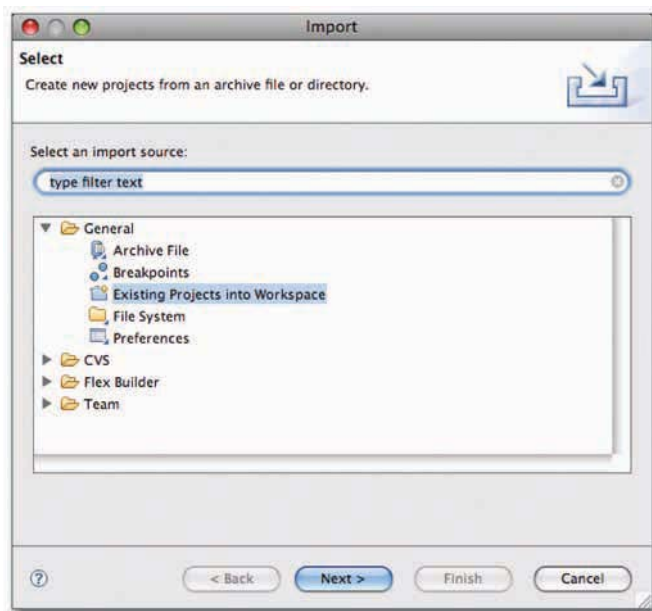 Import
Select
Create new projects from an archive file or directory.
Select an import source:
type filter text
General
Archive File
Breakpoints
Existing Projects into Workspace
File System
Preferences
CVS
Flex Builder
Team
? < Back Next > Finish Cancel